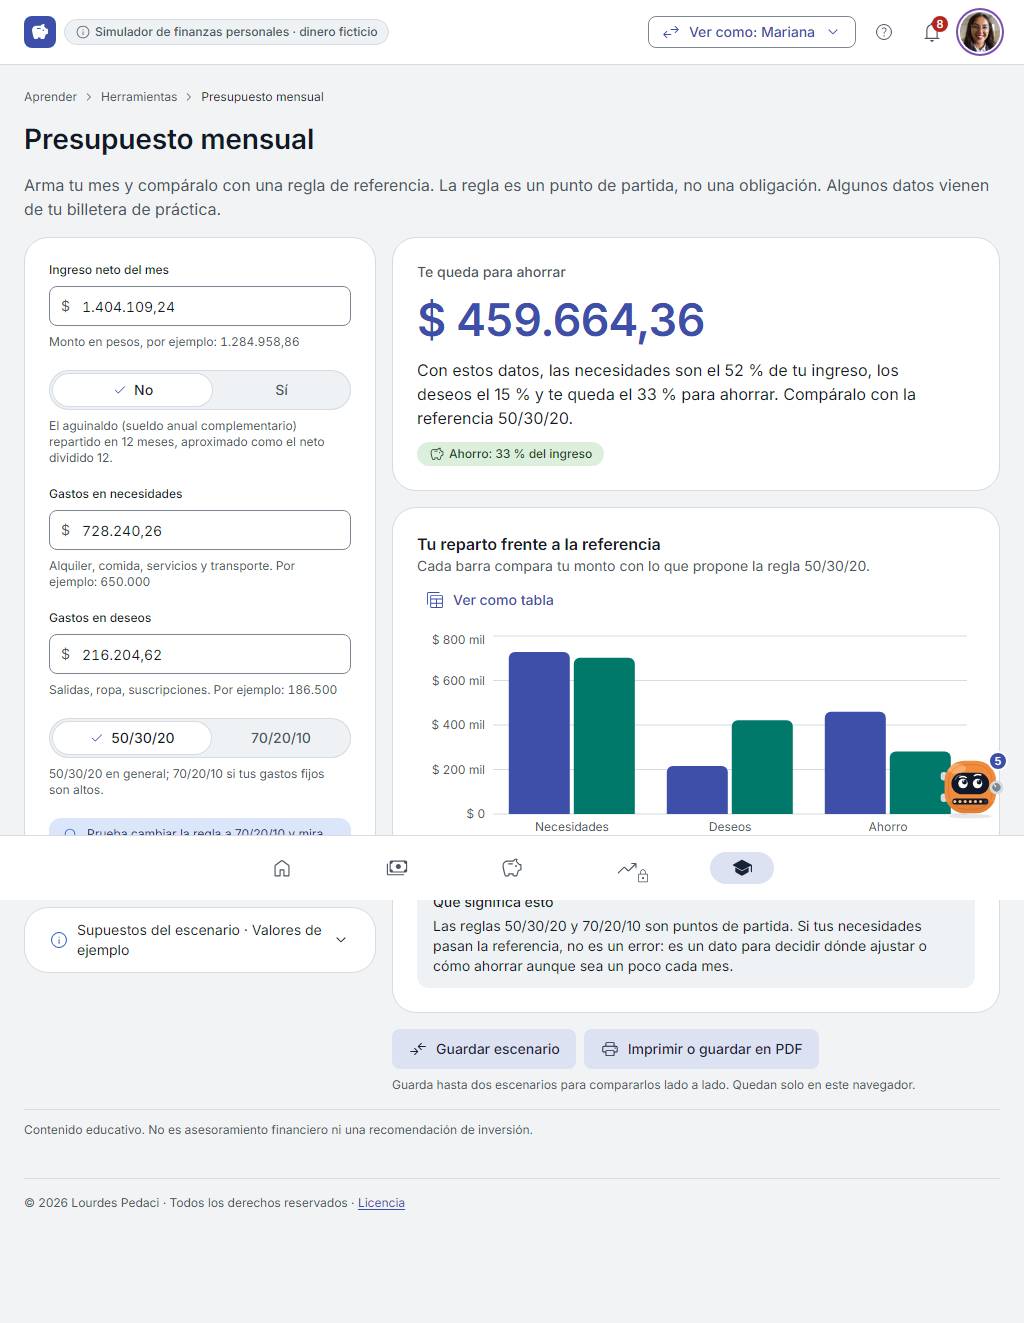 Simulador de finanzas personales · dinero ficticio
Ver como: Mariana
8
Aprender
Herramientas
Presupuesto mensual
Presupuesto mensual
Arma tu mes y compáralo con una regla de referencia. La regla es un punto de partida, no una obligación. Algunos datos vienen
de tu billetera de práctica.
Ingreso neto del mes
$ 1.404.109,24
Monto en pesos, por ejemplo: 1.284.958,86
No
Sí
El aguinaldo (sueldo anual complementario)
repartido en 12 meses, aproximado como el neto
dividido 12.
Gastos en necesidades
$ 728.240,26
Alquiler, comida, servicios y transporte. Por
ejemplo: 650.000
Gastos en deseos
$ 216.204,62
Salidas, ropa, suscripciones. Por ejemplo: 186.500
50/30/20
70/20/10
50/30/20 en general; 70/20/10 si tus gastos fijos
son altos.
Prueba cambiar la regla a 70/20/10 y mira
Supuestos del escenario · Valores de
ejemplo
Te queda para ahorrar
$ 459.664,36
Con estos datos, las necesidades son el 52 % de tu ingreso, los
deseos el 15 % y te queda el 33 % para ahorrar. Compáralo con la
referencia 50/30/20.
Ahorro: 33 % del ingreso
Tu reparto frente a la referencia
Cada barra compara tu monto con lo que propone la regla 50/30/20.
Ver como tabla
$ 800 mil
$ 600 mil
$ 400 mil
$ 200 mil
$ 0
Necesidades
Deseos
Ahorro
5
Qué significa esto
Las reglas 50/30/20 y 70/20/10 son puntos de partida. Si tus necesidades
pasan la referencia, no es un error: es un dato para decidir dónde ajustar o
cómo ahorrar aunque sea un poco cada mes.
Guardar escenario
Imprimir o guardar en PDF
Guarda hasta dos escenarios para compararlos lado a lado. Quedan solo en este navegador.
Contenido educativo. No es asesoramiento financiero ni una recomendación de inversión.
© 2026 Lourdes Pedaci · Todos los derechos reservados · Licencia